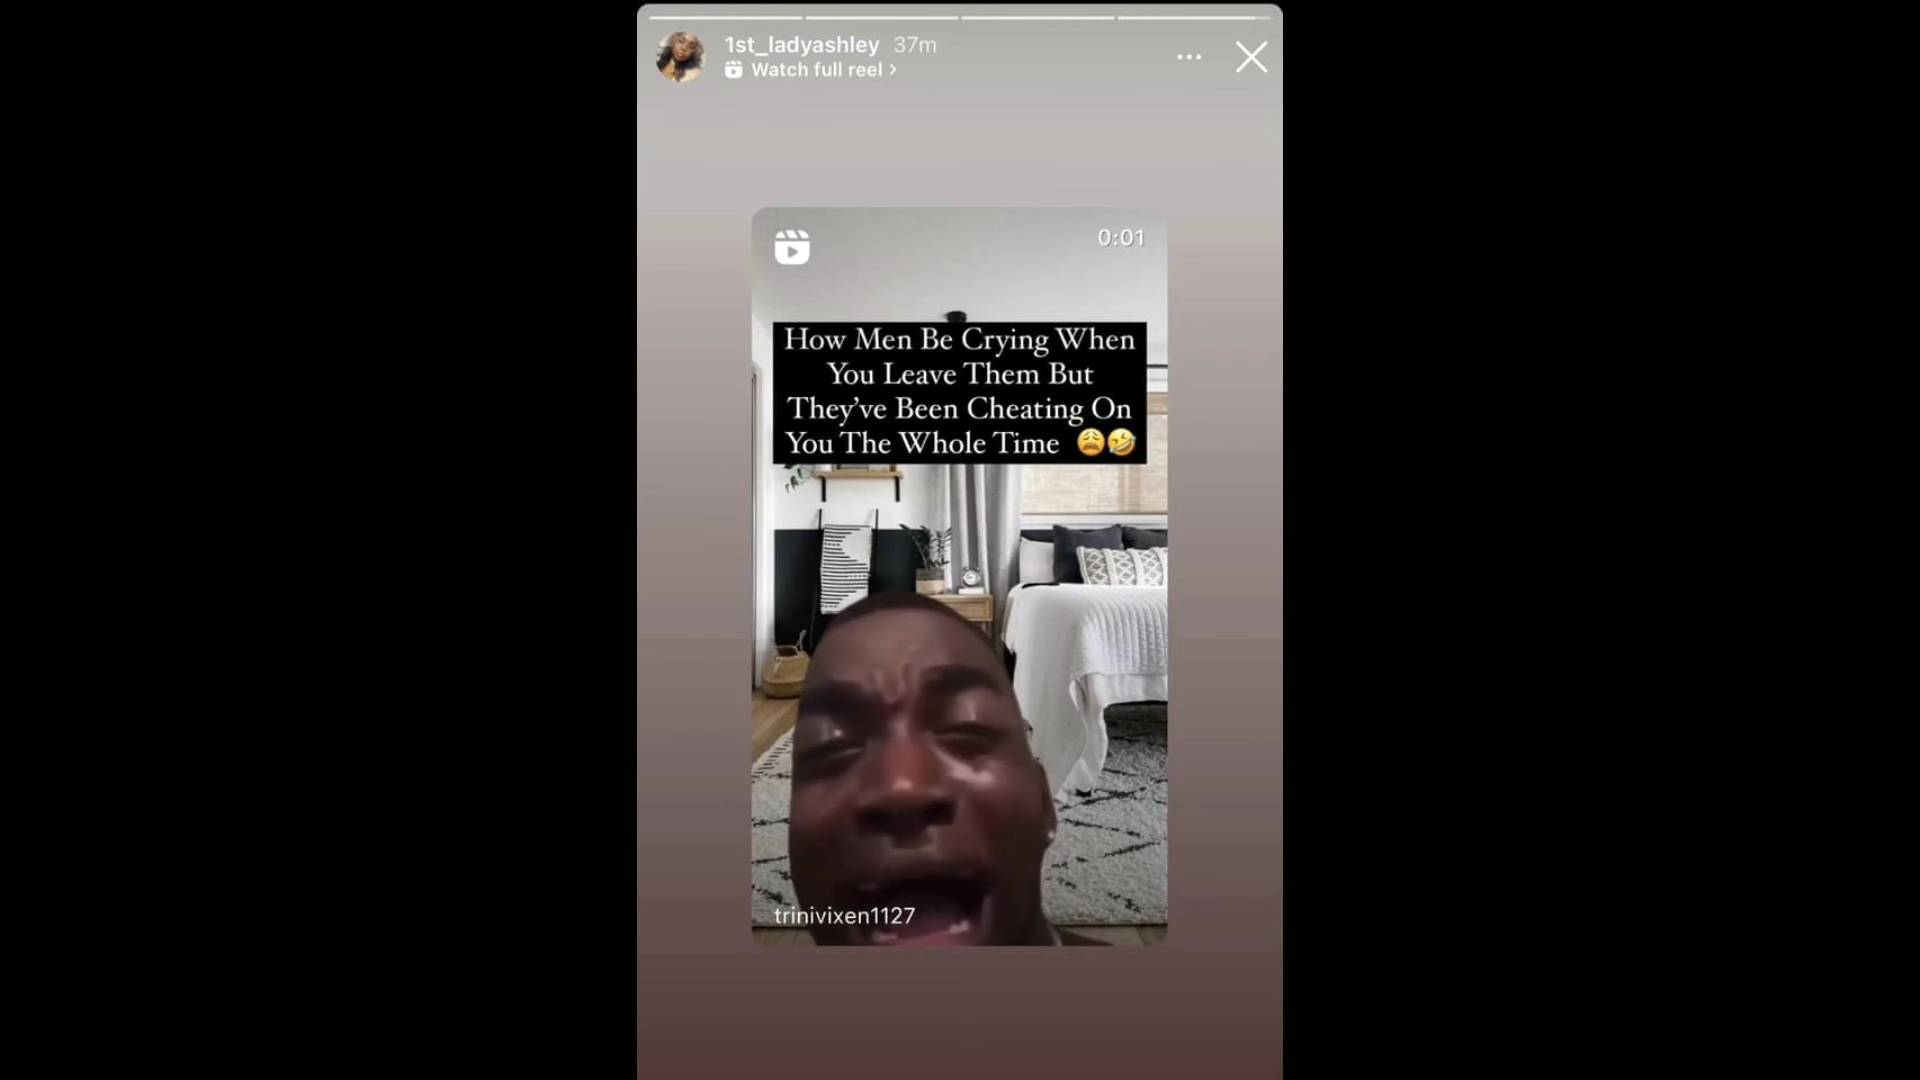 1st_ladyashley 37m
Watch full reel >
0:01
How Men Be Crying When
You Leave Them But
They’ve Been Cheating On
You The Whole Time 😩🤣
trinivixen1127